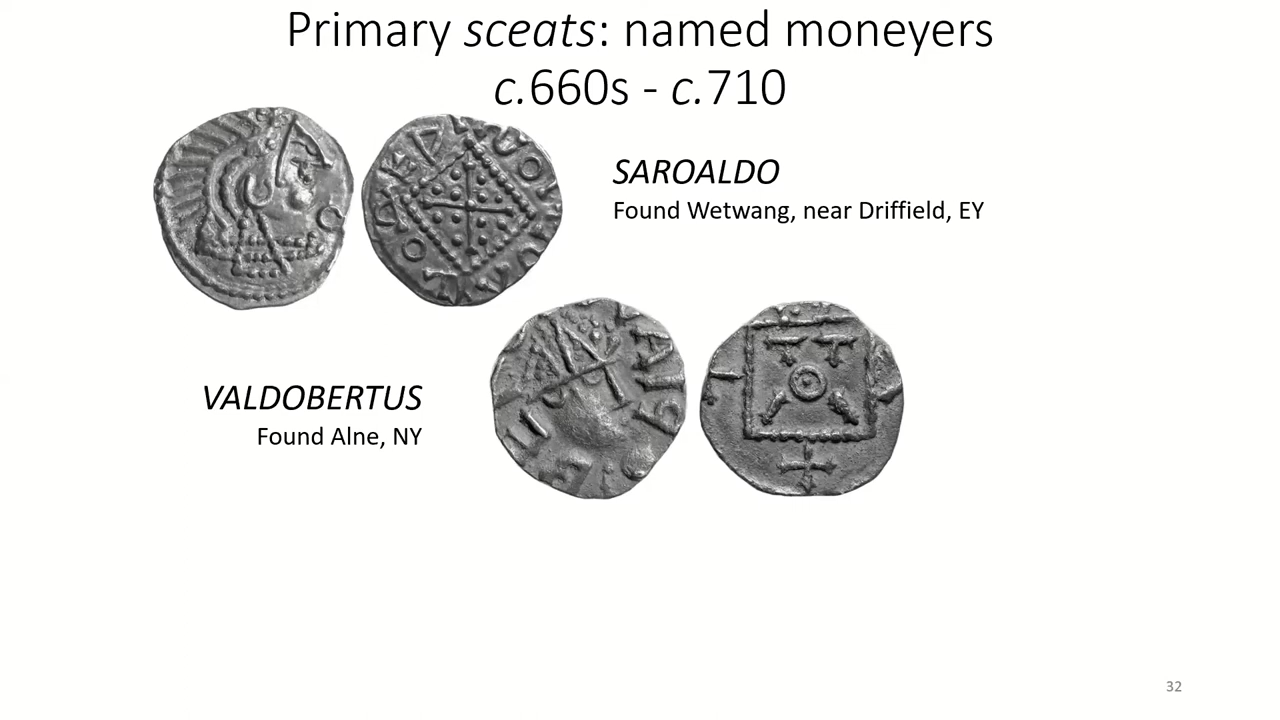 Primary sceats: named moneyers
c.660s - c.710
SAROALDO
Found Wetwang, near Driffield, EY
VALDOBERTUS
Found Alne, NY
32